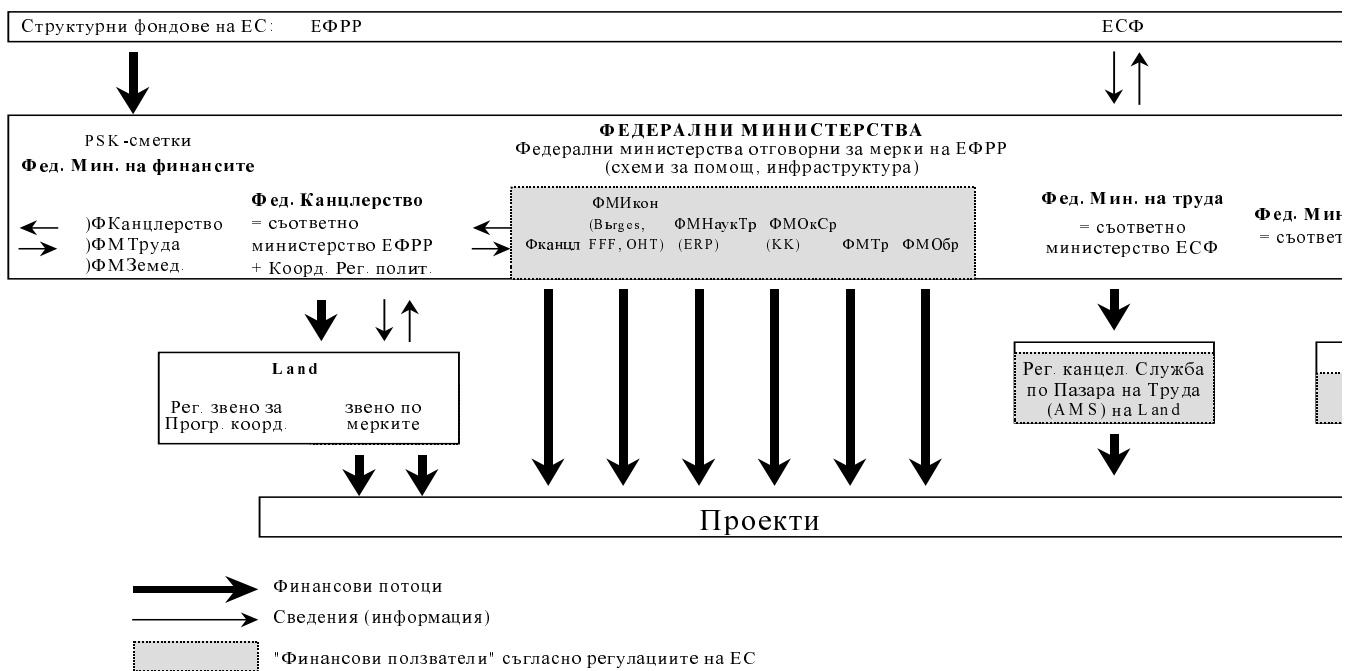 Структурни фондове на ЕС: ЕФРР ЕСФ
PSK-сметки
Фед. Мин. на финансите
)ФКанцлерство
)ФМТруда
)ФМЗемед.
Фед. Канцлерство
= съответно
министерство ЕФРР
+ Коорд. Рег. полит.
ФЕДЕРАЛНИ МИНИСТЕРСТВА
Федерални министерства отговорни за мерки на ЕФРР
(схеми за помощ, инфраструктура)
Фканцл
ФМИкон
(Вьrges,
FFF, OHT)
ФМНаукТр
(ERP)
ФМОкСр
(KK)
ФМТр
ФМОбр
Фед. Мин. на труда
= съответно
министерство ЕСФ
Фед. Мин
= съответ
Land
Рег. звено за
Прогр. коорд.
звено по
мерките
Рег. канцел. Служба
по Пазара на Труда
(AMS) на Land
Проекти
Финансови потоци
Сведения (информация)
"Финансови ползватели" съгласно регулациите на ЕС